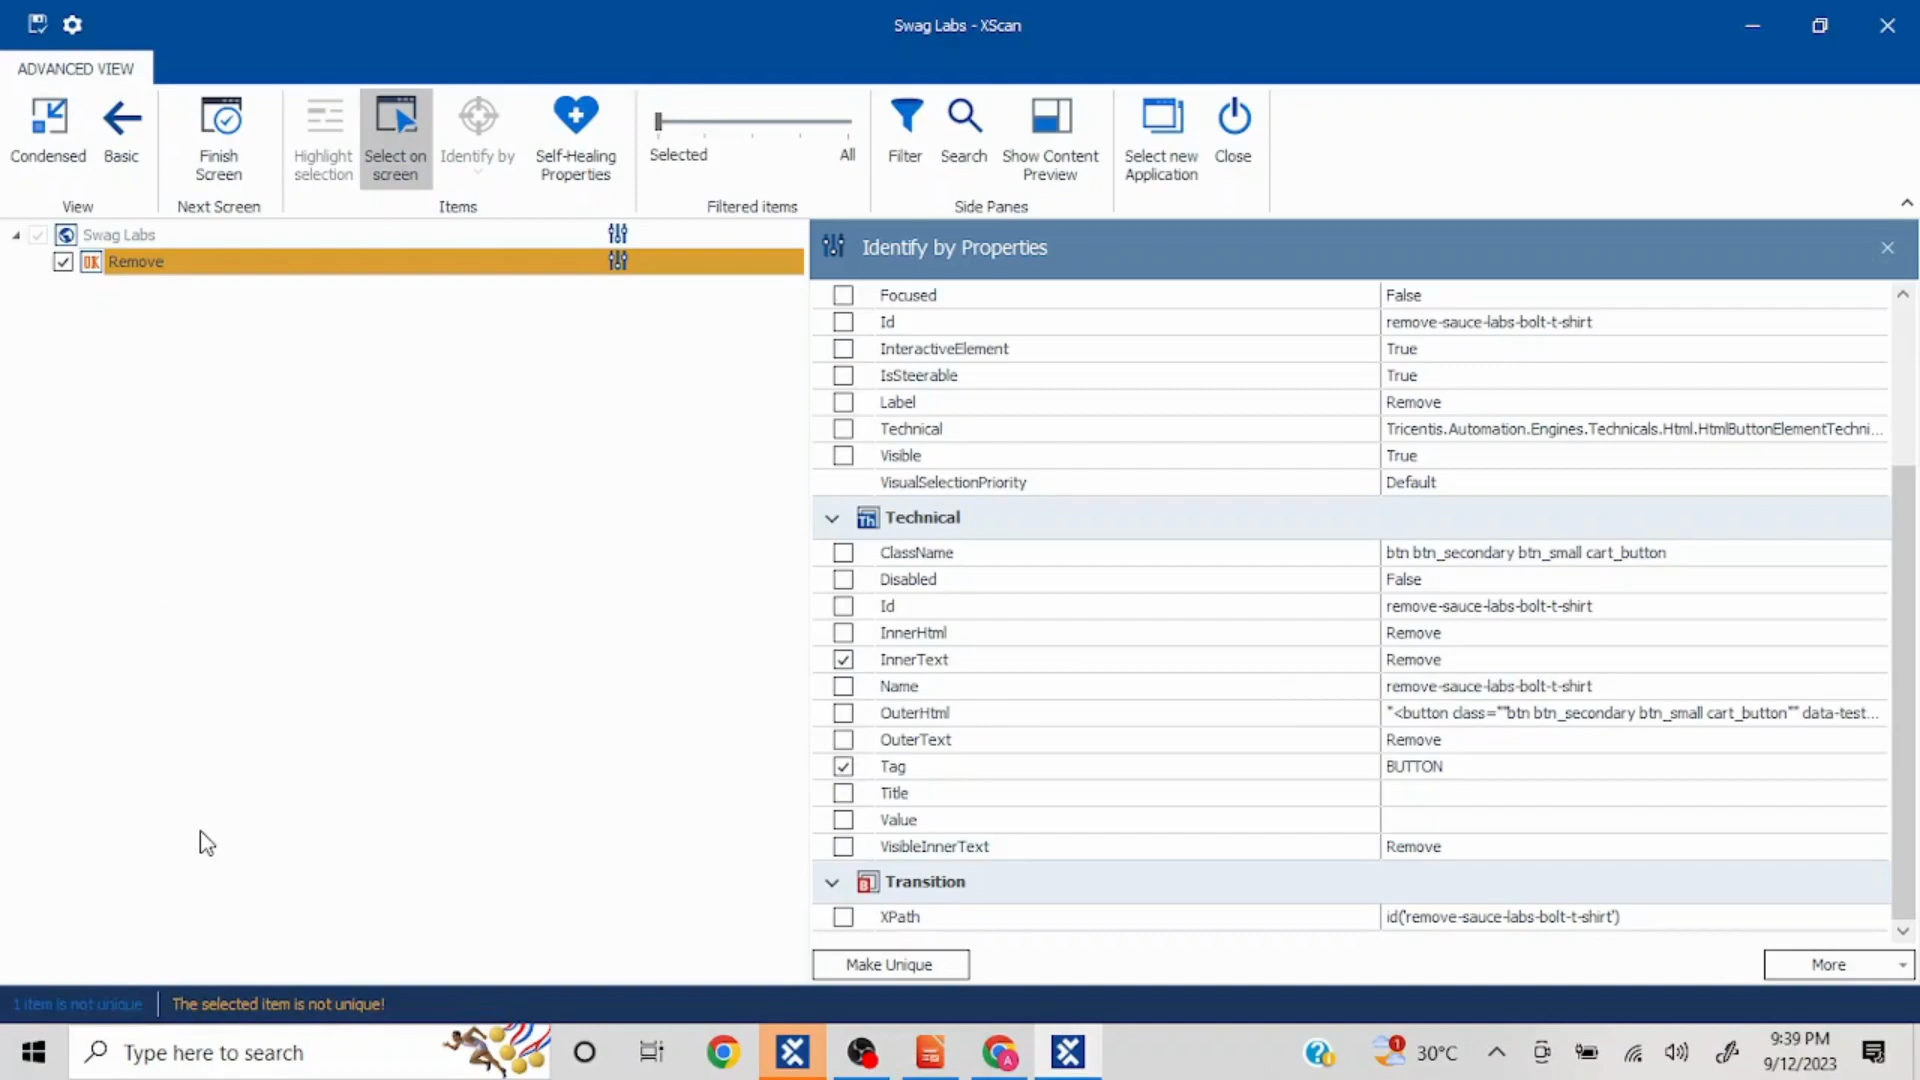 Swag Labs - XScan
ADVANCED VIEW
Condensed
Basic
Finish
Screen
Highlight
selection
Select on
screen
Identify by
Self-Healing
Properties
Selected
All
Filter
Search
Show Content
Preview
Select new
Application
Close
View
Next Screen
Items
Filtered items
Side Panes
Swag Labs
OK Remove
Identify by Properties
Focused False
Id remove-sauce-labs-bolt-t-shirt
InteractiveElement True
IsSteerable True
Label Remove
Technical Tricentis.Automation.Engines.Technicals.Html.HtmlButtonElementTechni...
Visible True
VisualSelectionPriority Default
Th Technical
ClassName btn btn_secondary btn_small cart_button
Disabled False
Id remove-sauce-labs-bolt-t-shirt
InnerHtml Remove
InnerText Remove
Name remove-sauce-labs-bolt-t-shirt
OuterHtml "<button class=""btn btn_secondary btn_small cart_button"" data-test...
OuterText Remove
Tag BUTTON
Title
Value
VisibleInnerText Remove
B Transition
XPath id('remove-sauce-labs-bolt-t-shirt')
Make Unique
More
1 item is not unique
The selected item is not unique!
Type here to search
A
1
30°C
9:39 PM
9/12/2023